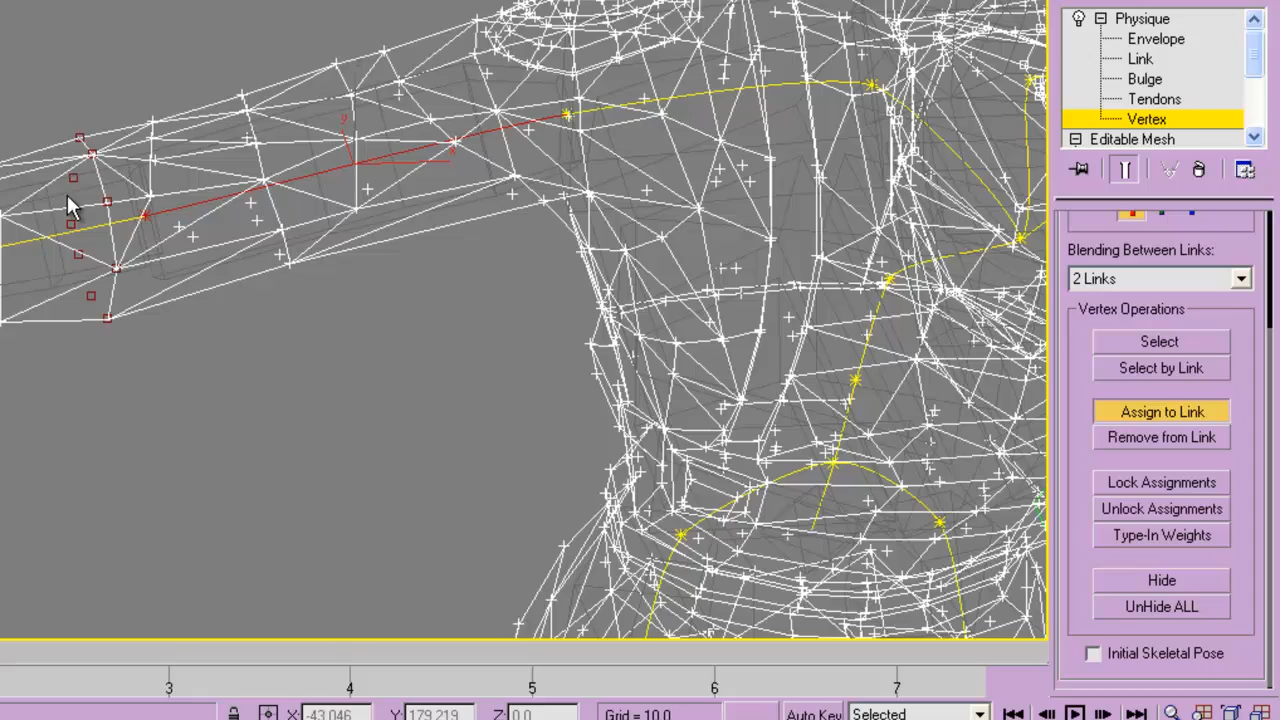 Physique
Envelope
Link
Bulge
Tendons
Vertex
Editable Mesh
Blending Between Links:
2 Links
Vertex Operations
Select
Select by Link
Assign to Link
Remove from Link
Lock Assignments
Unlock Assignments
Type-In Weights
Hide
UnHide ALL
Initial Skeletal Pose
3 4 5 6 7
X: -43.046 Y: 179.219 Z: 0.0 Grid = 10.0 Auto Key Selected